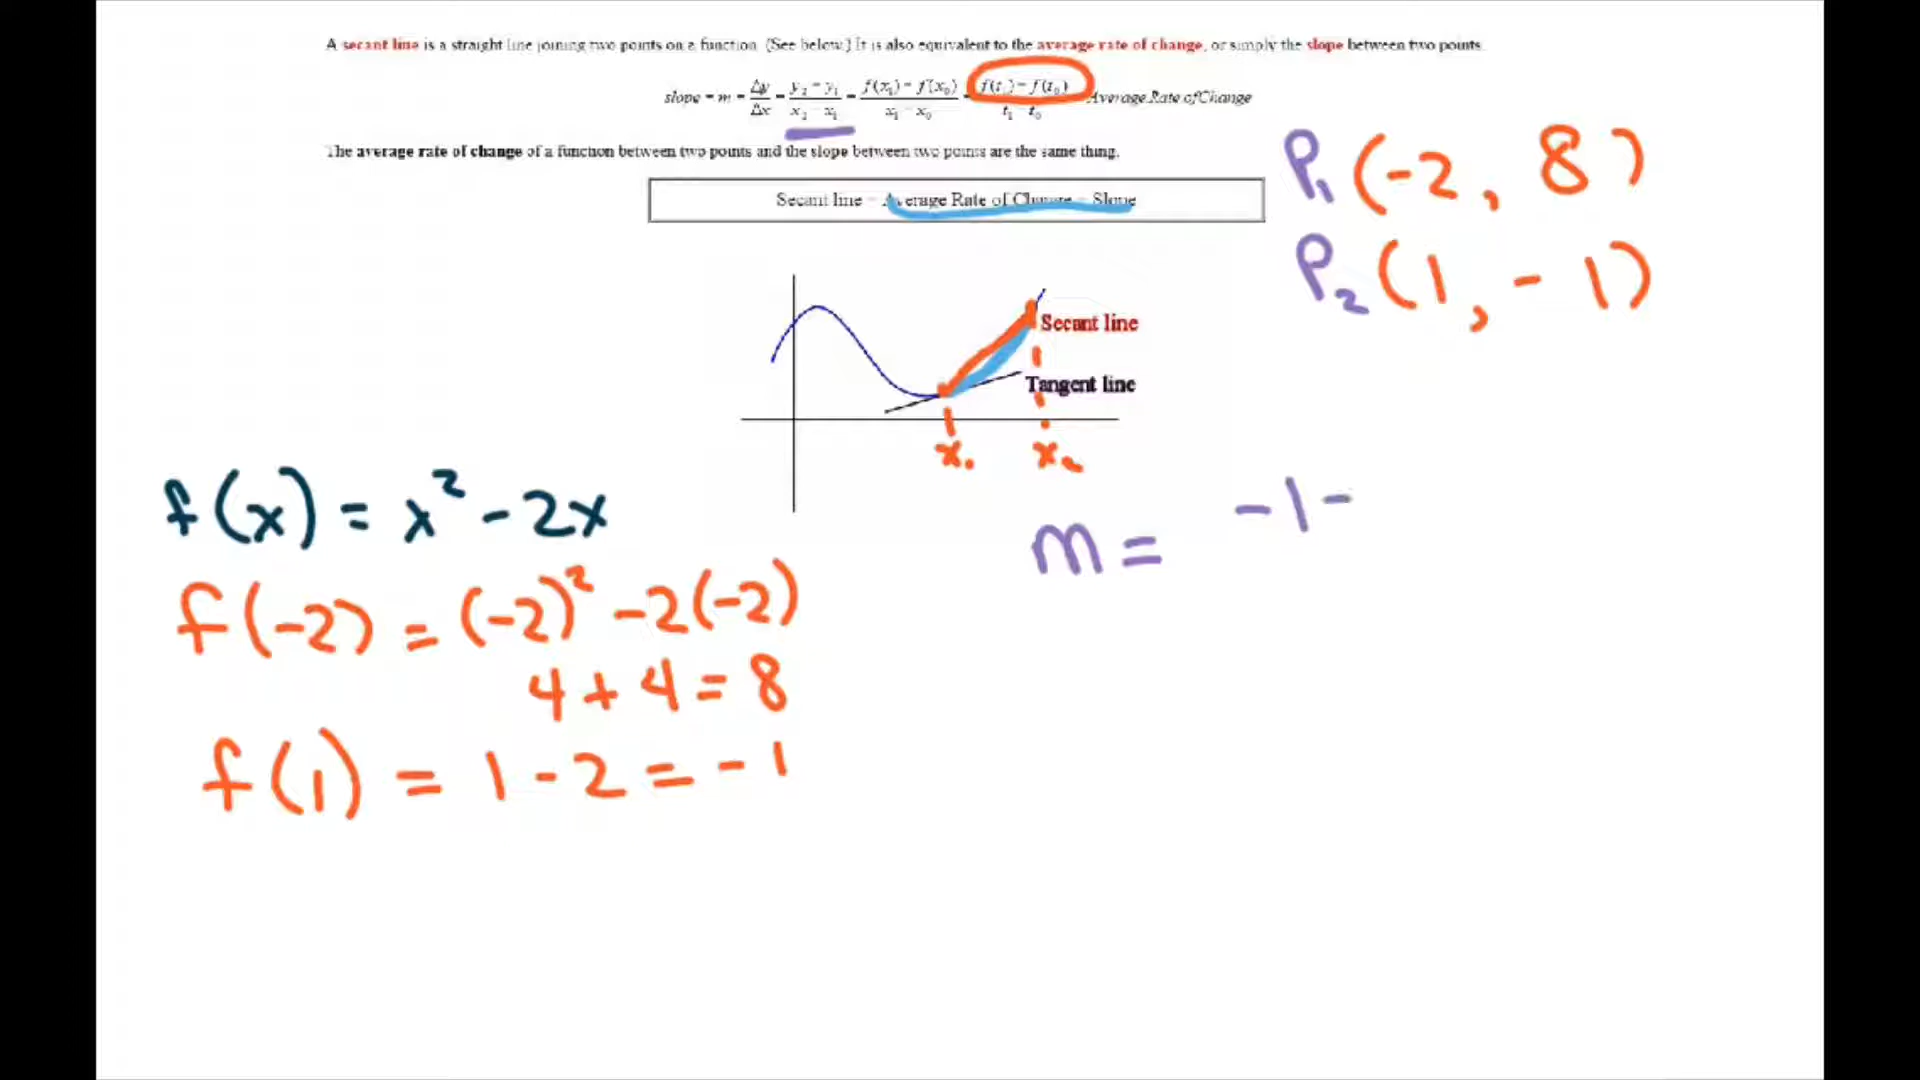 A secant line is a straight line joining two points on a function. (See below.) It is also equivalent to the average rate of change, or simply the slope between two points.
slope = m = Δy/Δx = (y₂ − y₁)/(x₂ − x₁) = (f(x₁) − f(x₀))/(x₁ − x₀) = (f(t₁) − f(t₀))/(t₁ − t₀) Average Rate of Change
The average rate of change of a function between two points and the slope between two points are the same thing.
Secant line = Average Rate of Change = Slope
P₁ (-2, 8)
P₂ (1, -1)
Secant line
Tangent line
x₁ x₂
f(x) = x² - 2x
m = -1 -
f(-2) = (-2)² - 2(-2)
4 + 4 = 8
f(1) = 1 - 2 = -1